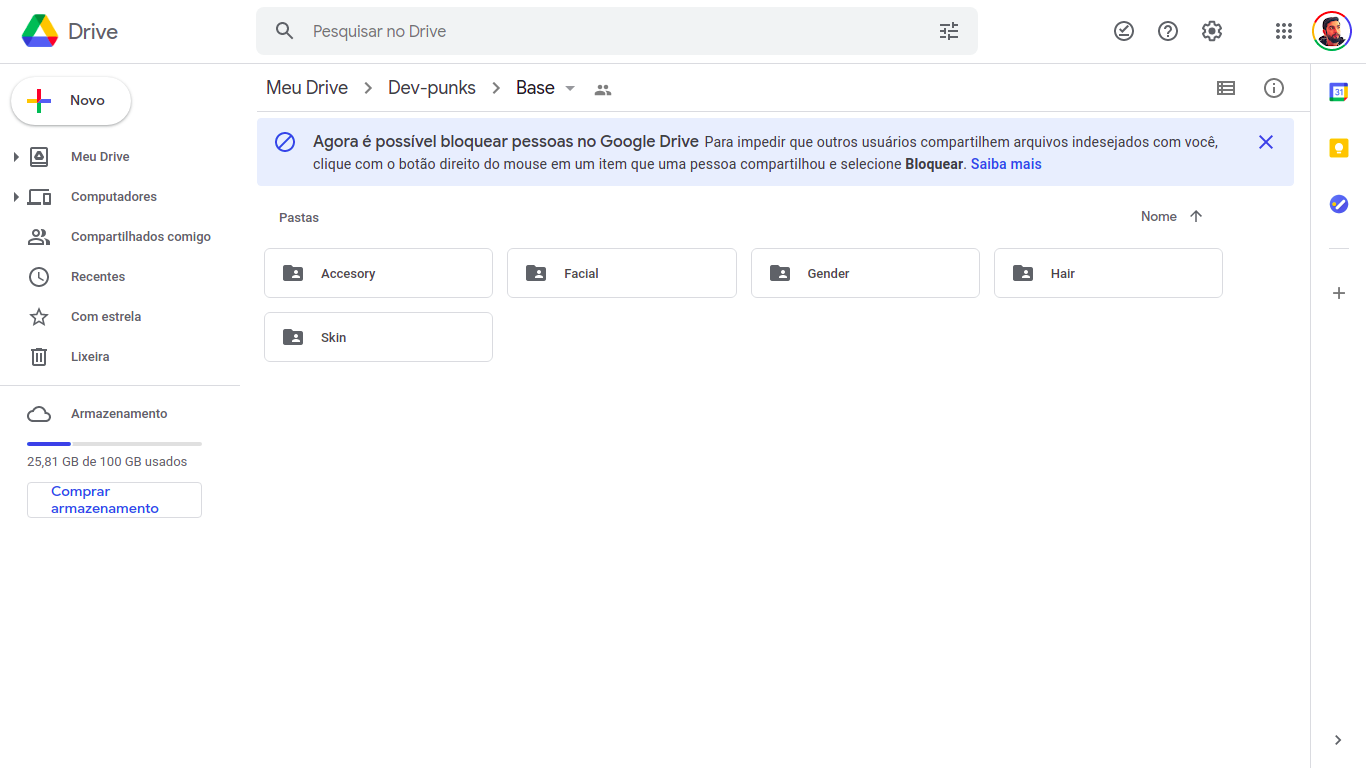 Drive
Pesquisar no Drive
Novo
Meu Drive
Computadores
Compartilhados comigo
Recentes
Com estrela
Lixeira
Armazenamento
25,81 GB de 100 GB usados
Comprar
armazenamento
Meu Drive
Dev-punks
Base
Agora é possível bloquear pessoas no Google Drive Para impedir que outros usuários compartilhem arquivos indesejados com você,
clique com o botão direito do mouse em um item que uma pessoa compartilhou e selecione Bloquear. Saiba mais
Pastas
Nome
Accesory
Facial
Gender
Hair
Skin
31